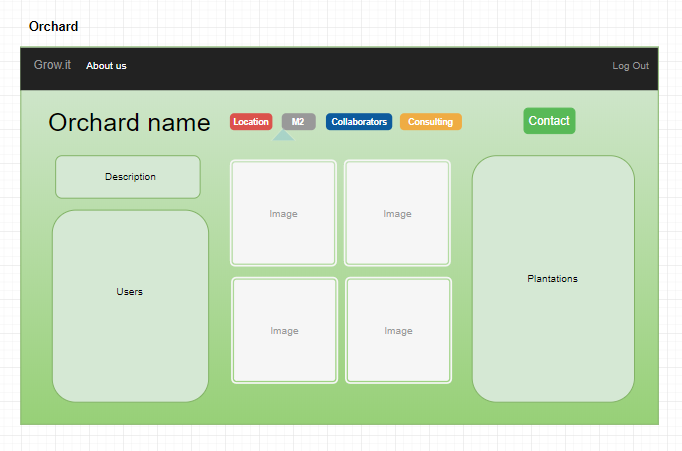 Orchard
Grow.it About us Log Out
Orchard name Location M2 Collaborators Consulting Contact
Description
Image Image
Users
Plantations
Image Image